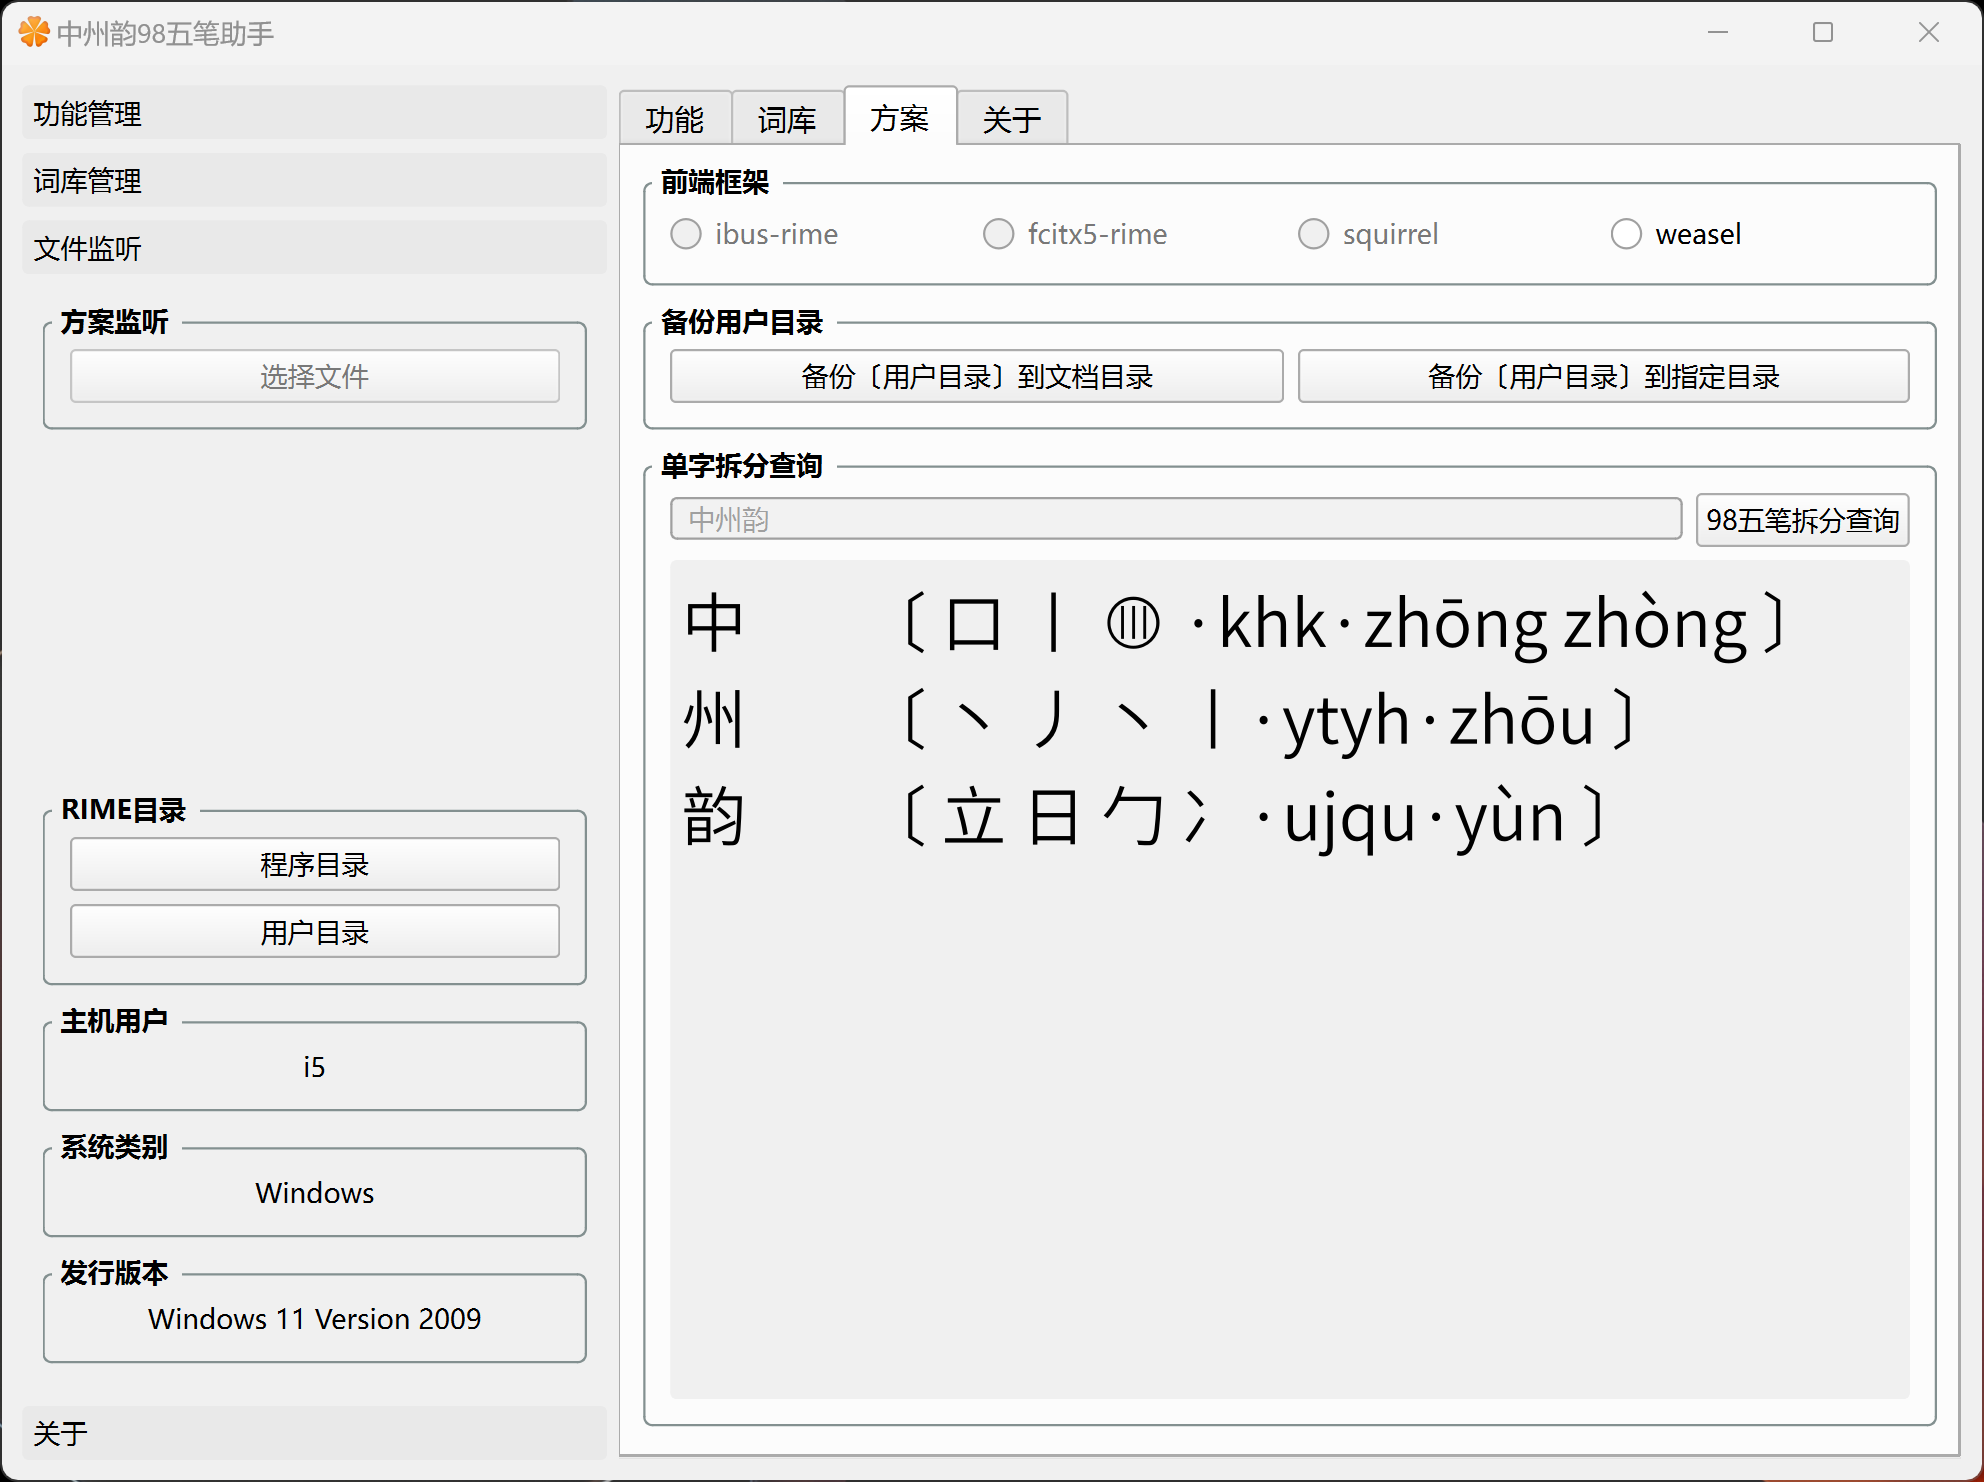 中州韵98五笔助手
功能管理
词库管理
文件监听
方案监听
选择文件
RIME目录
程序目录
用户目录
主机用户
i5
系统类别
Windows
发行版本
Windows 11 Version 2009
关于
功能 词库 方案 关于
前端框架
ibus-rime fcitx5-rime squirrel weasel
备份用户目录
备份〔用户目录〕到文档目录 备份〔用户目录〕到指定目录
单字拆分查询
中州韵 98五笔拆分查询
中 〔 口 丨 ◍ · khk · zhōng zhòng 〕
州 〔 丶 丿 丶 丨 · ytyh · zhōu 〕
韵 〔 立 日 勹 冫 · ujqu · yùn 〕